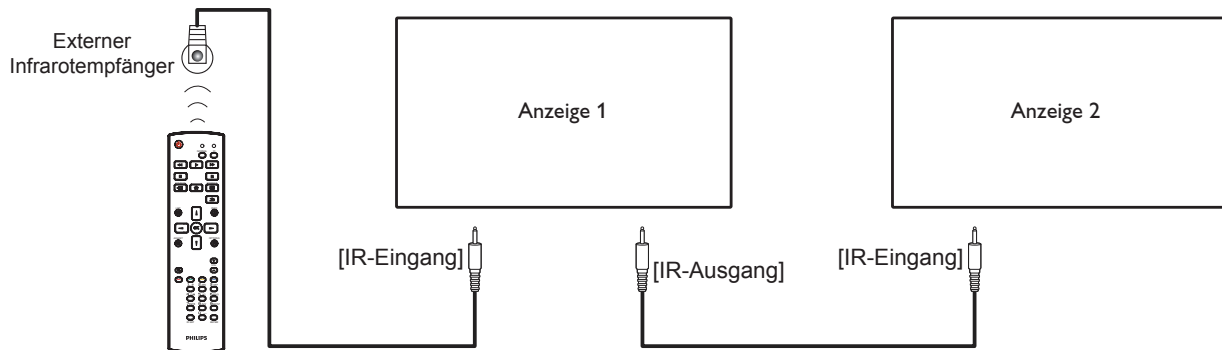 Externer
Infrarotempfänger
Anzeige 1
Anzeige 2
[IR-Eingang]
[IR-Ausgang]
[IR-Eingang]
PHILIPS